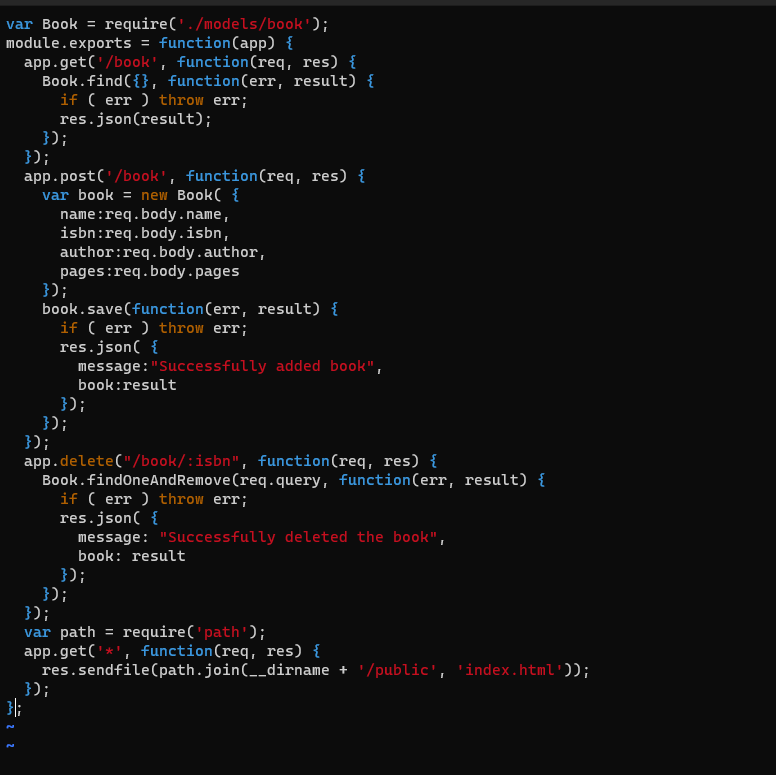 var Book = require('./models/book');
module.exports = function(app) {
  app.get('/book', function(req, res) {
    Book.find({}, function(err, result) {
      if ( err ) throw err;
      res.json(result);
    });
  });
  app.post('/book', function(req, res) {
    var book = new Book( {
      name:req.body.name,
      isbn:req.body.isbn,
      author:req.body.author,
      pages:req.body.pages
    });
    book.save(function(err, result) {
      if ( err ) throw err;
      res.json( {
        message:"Successfully added book",
        book:result
      });
    });
  });
  app.delete("/book/:isbn", function(req, res) {
    Book.findOneAndRemove(req.query, function(err, result) {
      if ( err ) throw err;
      res.json( {
        message: "Successfully deleted the book",
        book: result
      });
    });
  });
  var path = require('path');
  app.get('*', function(req, res) {
    res.sendfile(path.join(__dirname + '/public', 'index.html'));
  });
};
~
~